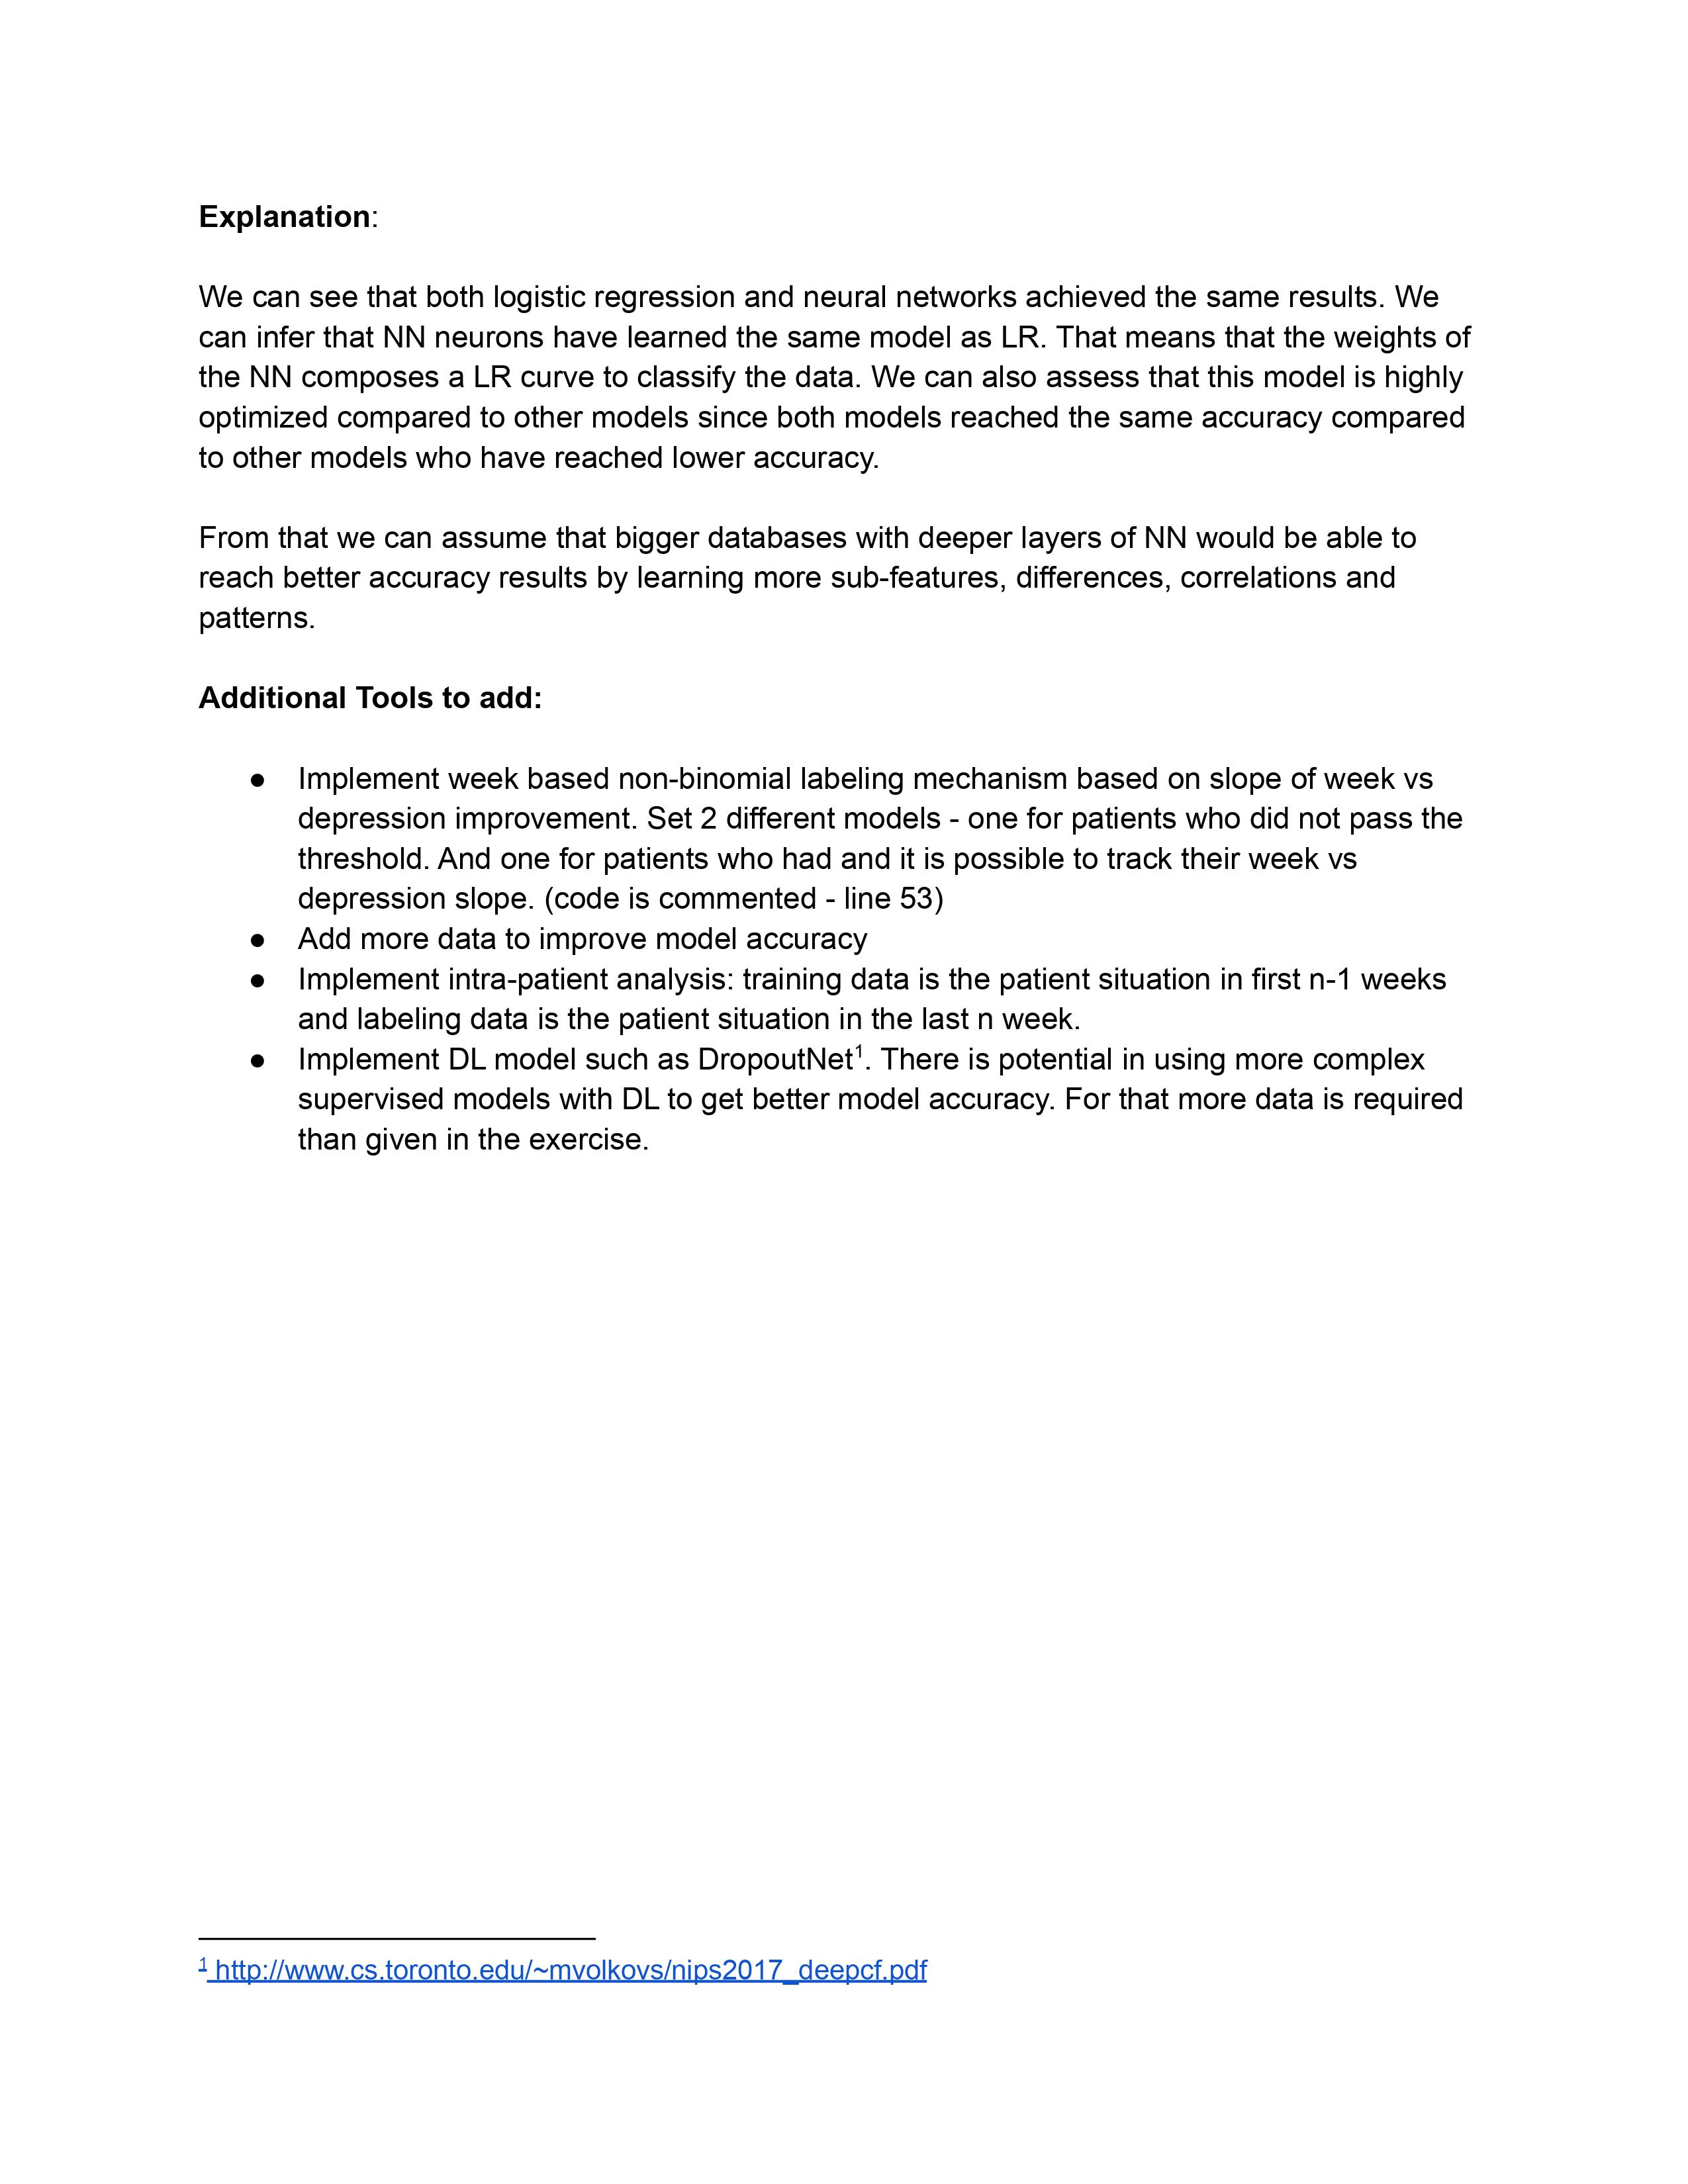 Explanation:
We can see that both logistic regression and neural networks achieved the same results. We
can infer that NN neurons have learned the same model as LR. That means that the weights of
the NN composes a LR curve to classify the data. We can also assess that this model is highly
optimized compared to other models since both models reached the same accuracy compared
to other models who have reached lower accuracy.
From that we can assume that bigger databases with deeper layers of NN would be able to
reach better accuracy results by learning more sub-features, differences, correlations and
patterns.
Additional Tools to add:
● Implement week based non-binomial labeling mechanism based on slope of week vs
depression improvement. Set 2 different models - one for patients who did not pass the
threshold. And one for patients who had and it is possible to track their week vs
depression slope. (code is commented - line 53)
● Add more data to improve model accuracy
● Implement intra-patient analysis: training data is the patient situation in first n-1 weeks
and labeling data is the patient situation in the last n week.
● Implement DL model such as DropoutNet¹. There is potential in using more complex
supervised models with DL to get better model accuracy. For that more data is required
than given in the exercise.
¹ http://www.cs.toronto.edu/~mvolkovs/nips2017_deepcf.pdf